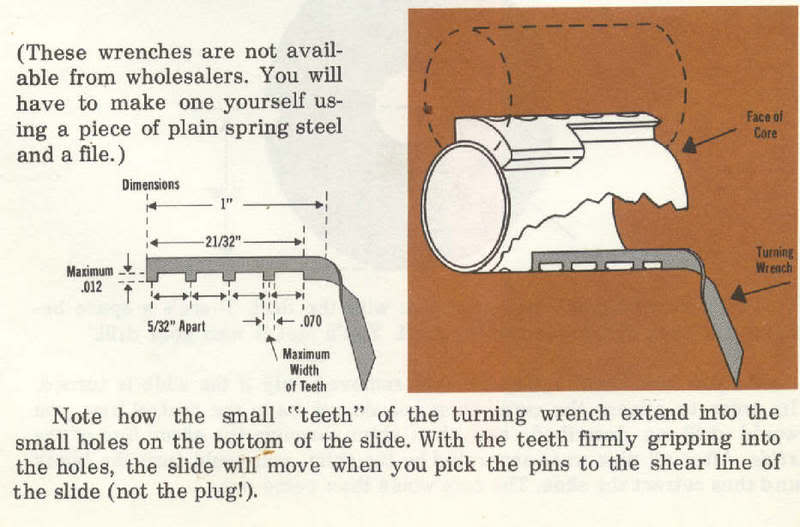 (These wrenches are not avail-
able from wholesalers. You will
have to make one yourself us-
ing a piece of plain spring steel
and a file.)
Dimensions
1"
21/32"
Maximum
.012
5/32" Apart
.070
Maximum
Width
of Teeth
Face of
Core
Turning
Wrench
Note how the small "teeth" of the turning wrench extend into the
small holes on the bottom of the slide. With the teeth firmly gripping into
the holes, the slide will move when you pick the pins to the shear line of
the slide (not the plug!).